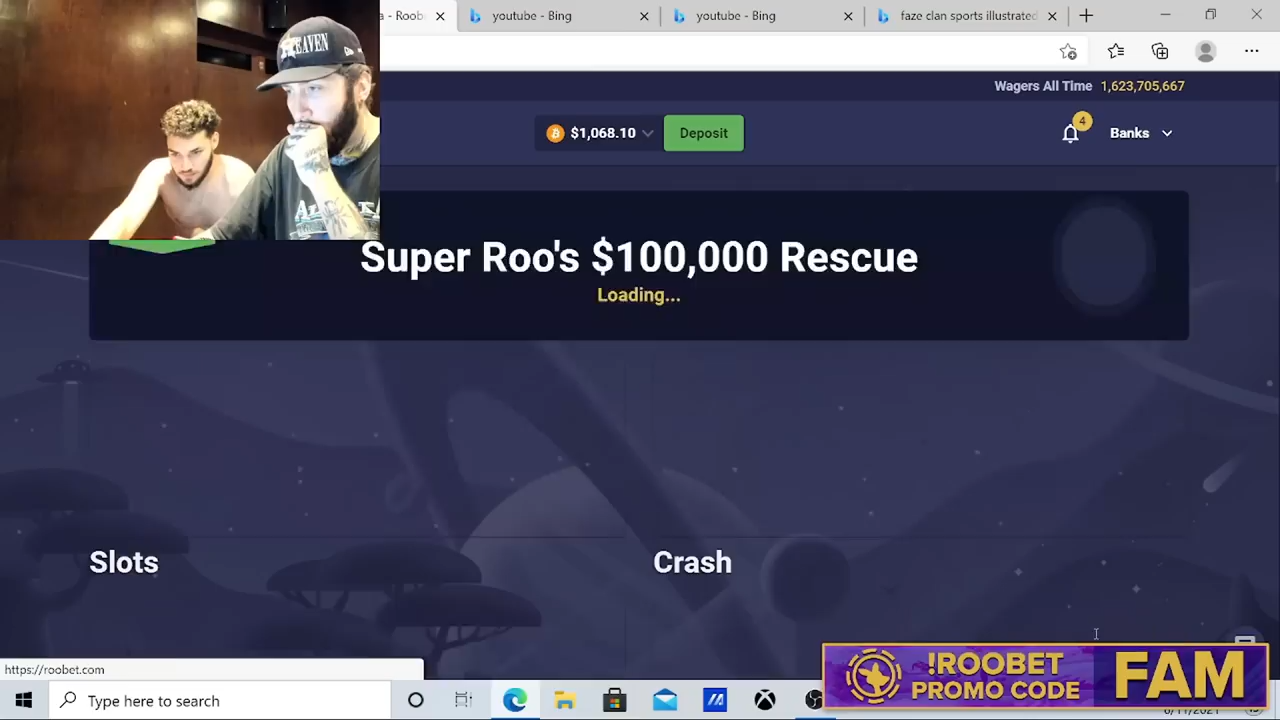 a - Roob
youtube - Bing
youtube - Bing
faze clan sports illustrated
Wagers All Time 1,623,705,667
$1,068.10
Deposit
4
Banks
Super Roo's $100,000 Rescue
Loading...
Slots
Crash
https://roobet.com
!ROOBET
PROMO CODE
FAM
Type here to search